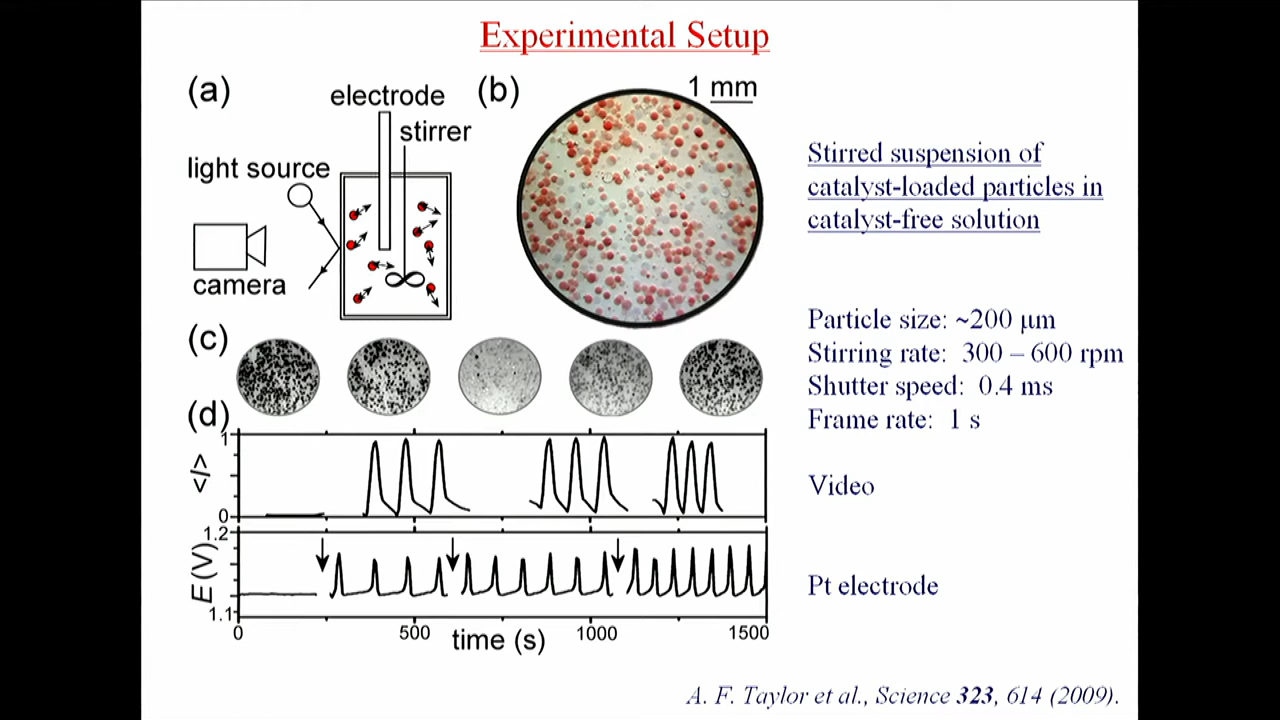 Experimental Setup
(a)
electrode
stirrer
light source
camera
(b)
1 mm
Stirred suspension of
catalyst-loaded particles in
catalyst-free solution
Particle size: ~200 μm
Stirring rate: 300 – 600 rpm
Shutter speed: 0.4 ms
Frame rate: 1 s
(c)
(d)
1
<I>
0
Video
1.2
E (V)
1.1
Pt electrode
0
500
1000
1500
time (s)
A. F. Taylor et al., Science 323, 614 (2009).